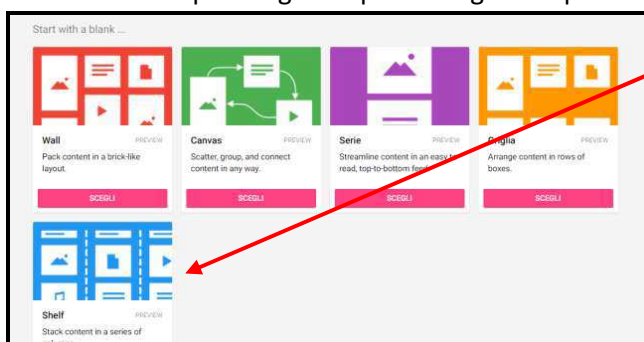 Start with a blank ...
Wall PREVIEW
Pack content in a brick-like
layout.
SCEGLI
Canvas PREVIEW
Scatter, group, and connect
content in any way.
SCEGLI
Serie PREVIEW
Streamline content in an easy to
read, top-to-bottom feed.
SCEGLI
Griglia PREVIEW
Arrange content in rows of
boxes.
SCEGLI
Shelf PREVIEW
Stack content in a series of